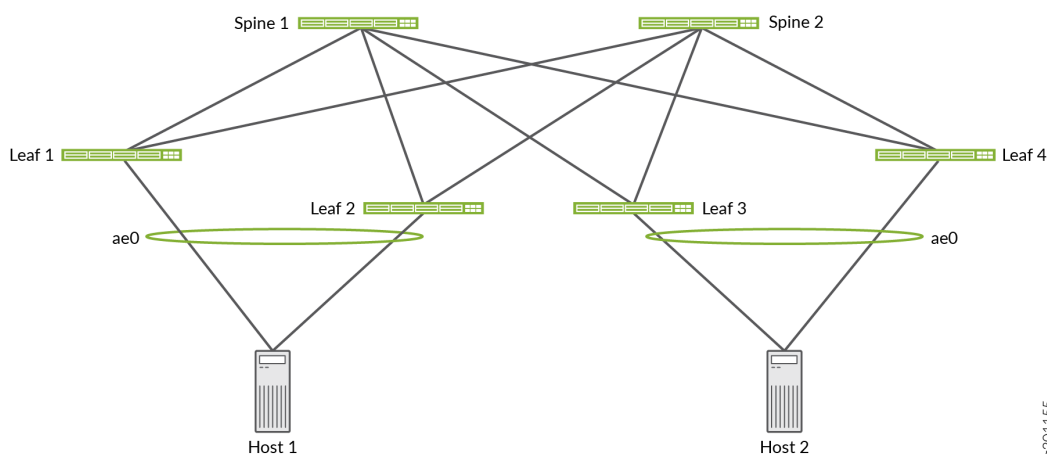 Spine 1
Spine 2
Leaf 1
Leaf 4
Leaf 2
Leaf 3
ae0
ae0
Host 1
Host 2